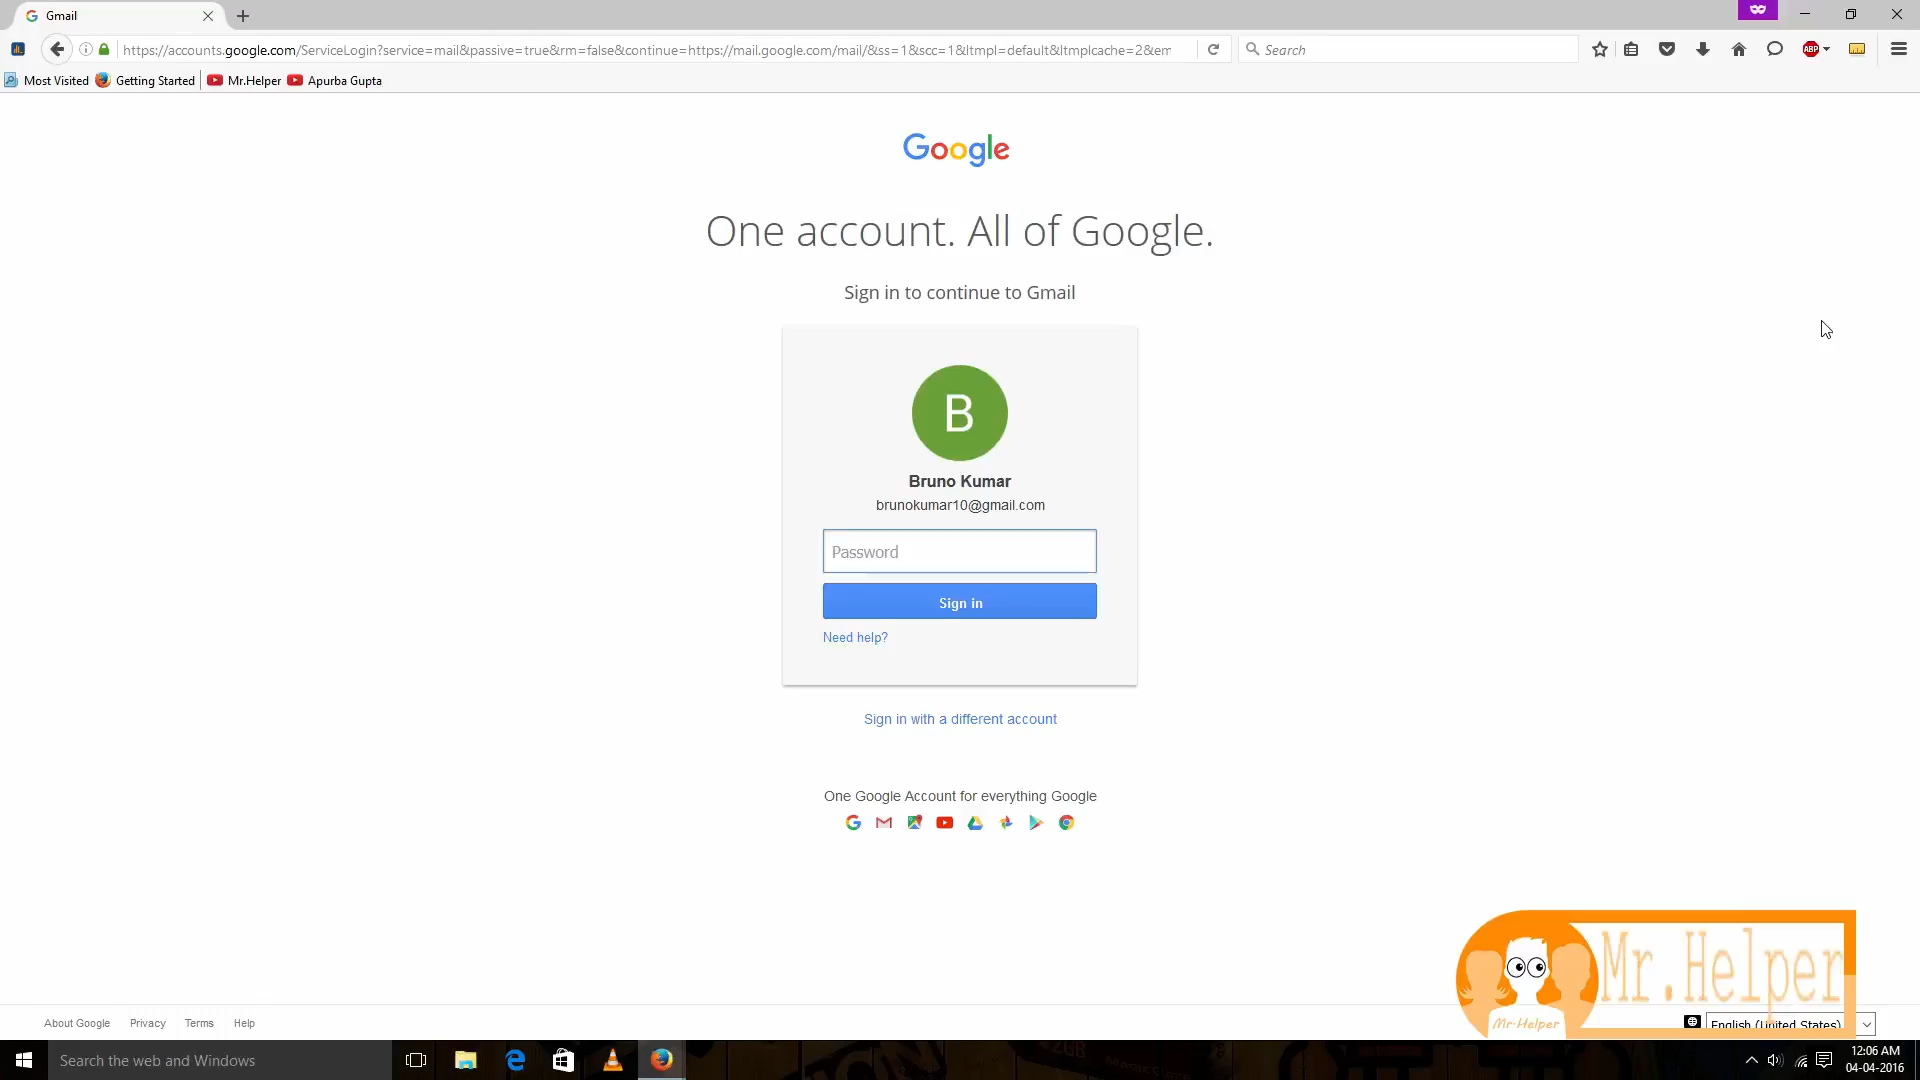 Gmail
https://accounts.google.com/ServiceLogin?service=mail&passive=true&rm=false&continue=https://mail.google.com/mail/&ss=1&scc=1&ltmpl=default&ltmplcache=2&em
Search
ABP
Most Visited
Getting Started
Mr.Helper
Apurba Gupta
Google
One account. All of Google.
Sign in to continue to Gmail
B
Bruno Kumar
brunokumar10@gmail.com
Password
Sign in
Need help?
Sign in with a different account
One Google Account for everything Google
Mr.Helper
Mr-Helper
About Google
Privacy
Terms
Help
English (United States)
Search the web and Windows
12:06 AM
04-04-2016